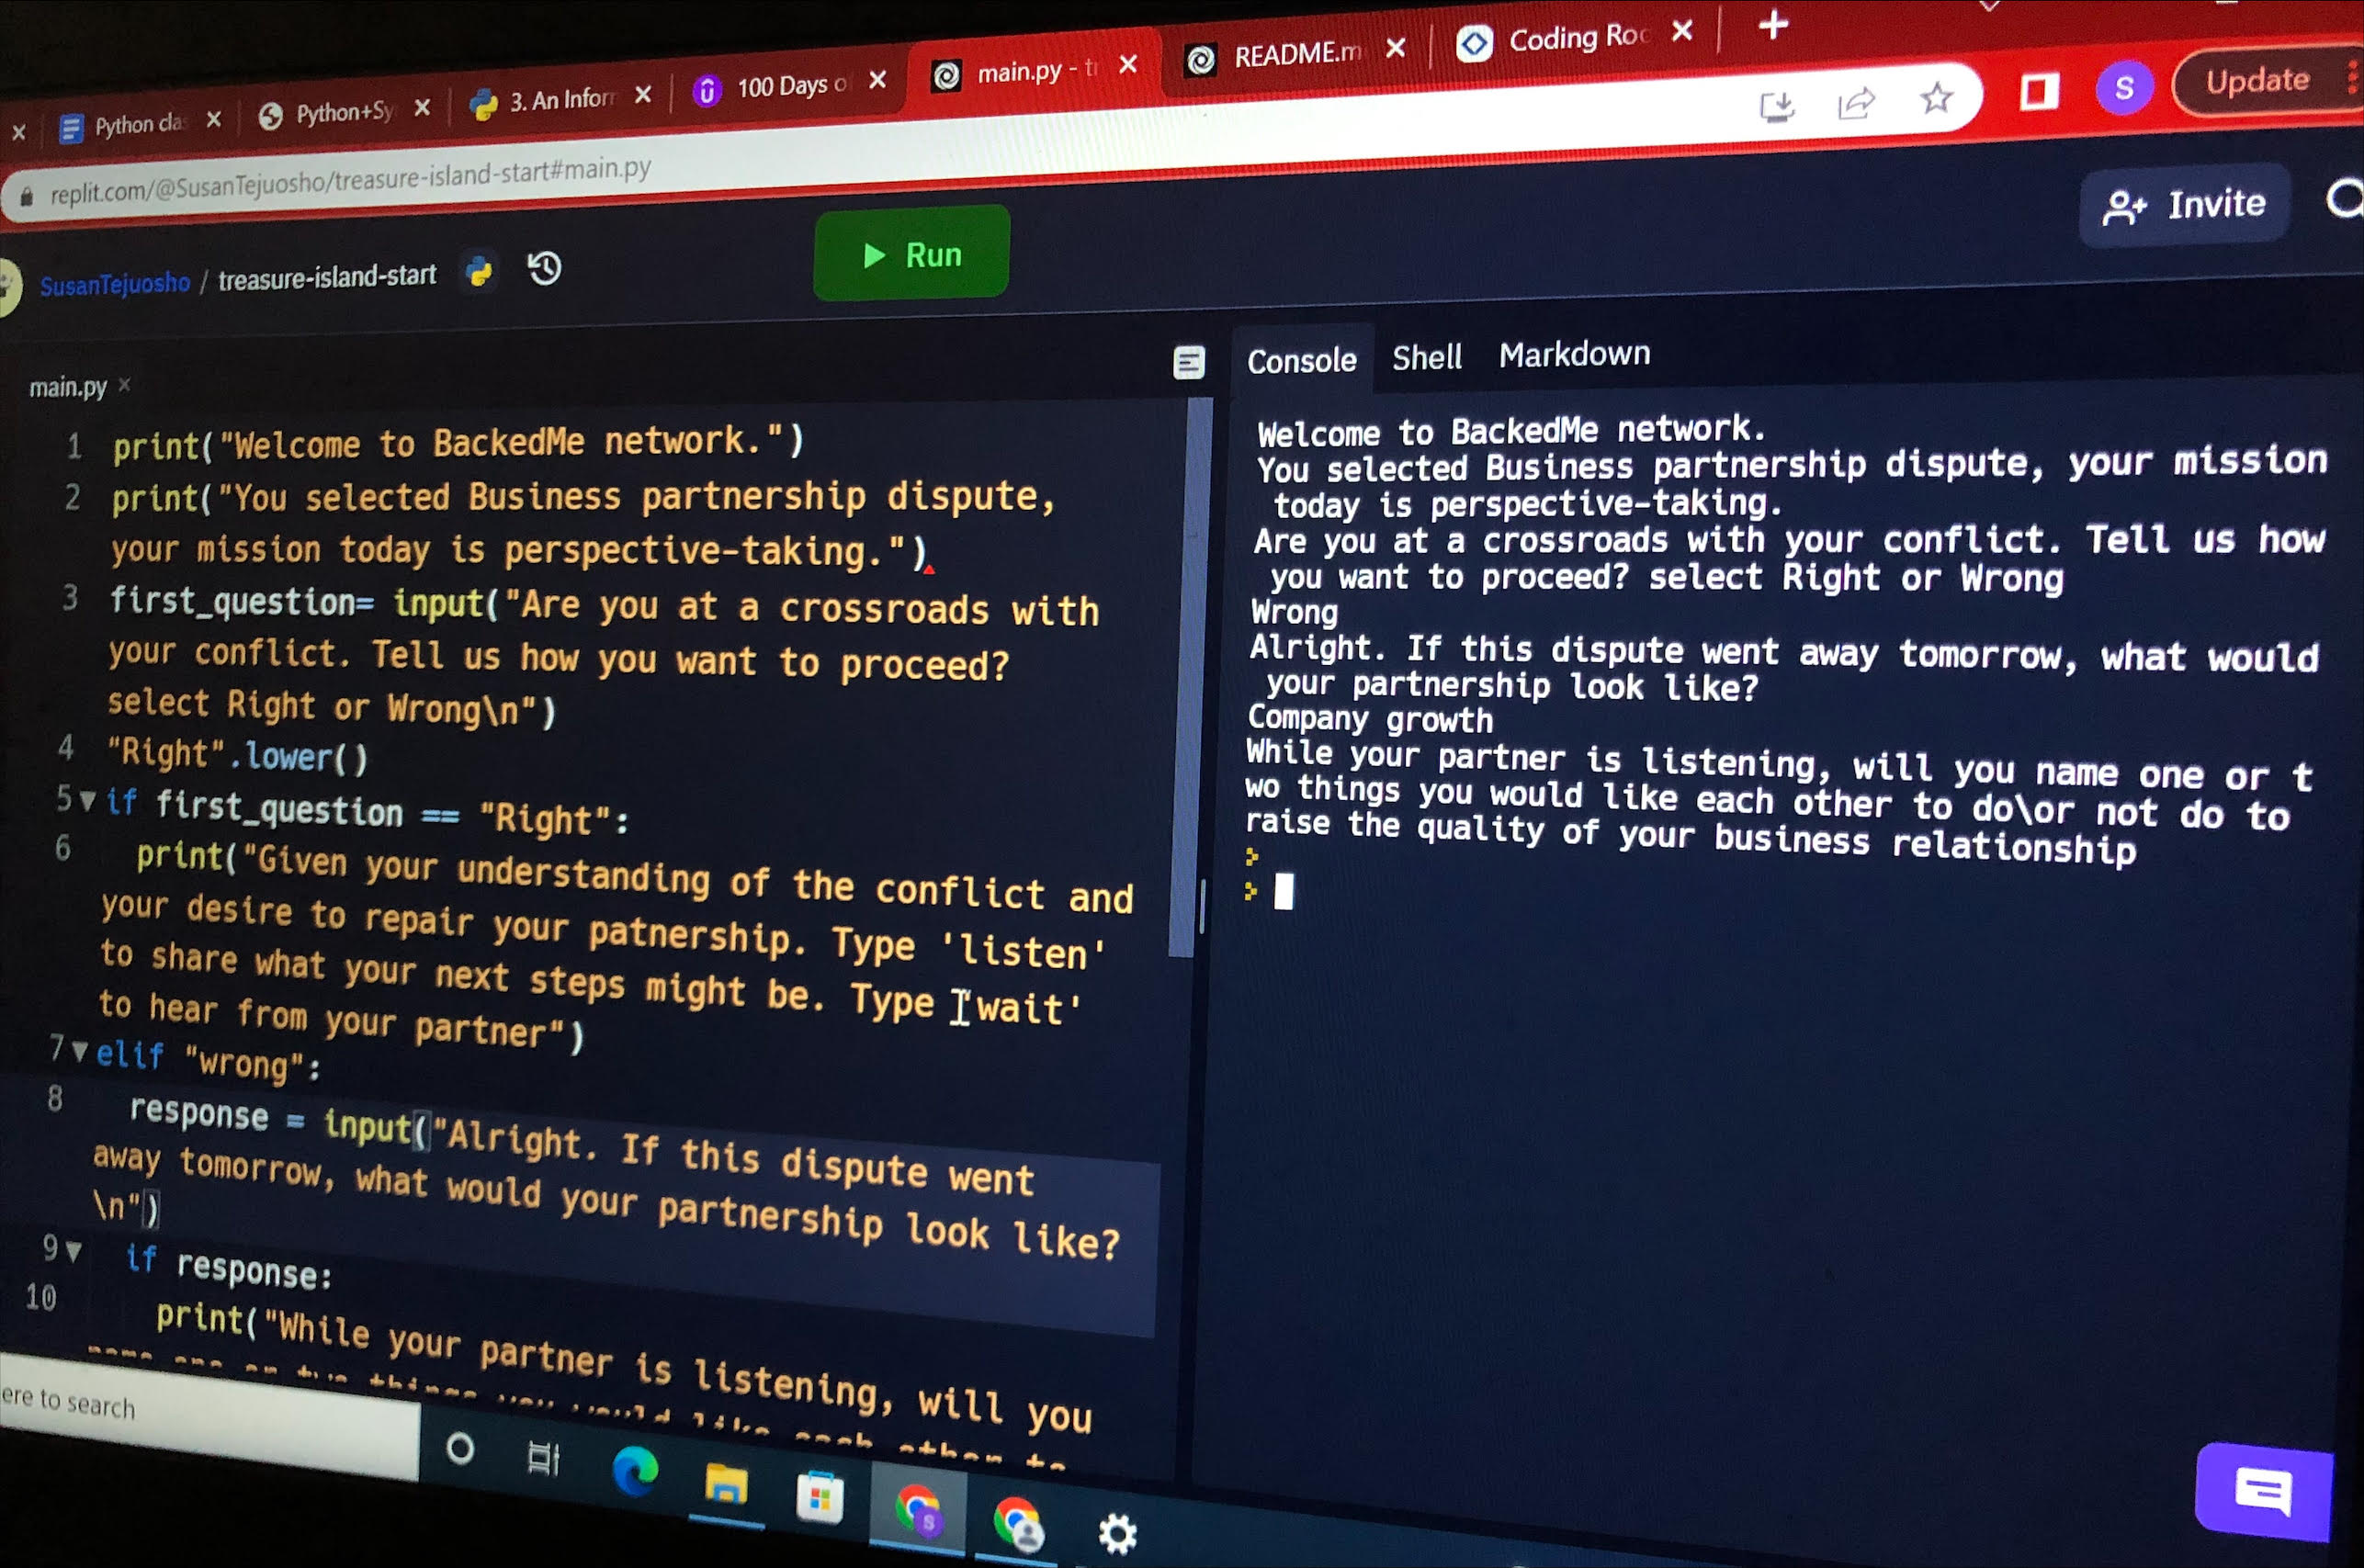 Python cla
Python+Sy
3. An Infor
100 Days o
main.py - t
README.m
Coding Roc
replit.com/@SusanTejuosho/treasure-island-start#main.py
S
Update
SusanTejuosho / treasure-island-start
Run
Invite
main.py
1 print("Welcome to BackedMe network.")
2 print("You selected Business partnership dispute,
your mission today is perspective-taking.")
3 first_question= input("Are you at a crossroads with
your conflict. Tell us how you want to proceed?
select Right or Wrong\n")
4 "Right".lower()
5 if first_question == "Right":
6 print("Given your understanding of the conflict and
your desire to repair your patnership. Type 'listen'
to share what your next steps might be. Type 'wait'
to hear from your partner")
7 elif "wrong":
8 response = input("Alright. If this dispute went
away tomorrow, what would your partnership look like?
\n")
9 if response:
10 print("While your partner is listening, will you
Console Shell Markdown
Welcome to BackedMe network.
You selected Business partnership dispute, your mission
today is perspective-taking.
Are you at a crossroads with your conflict. Tell us how
you want to proceed? select Right or Wrong
Wrong
Alright. If this dispute went away tomorrow, what would
your partnership look like?
Company growth
While your partner is listening, will you name one or t
wo things you would like each other to do\or not do to
raise the quality of your business relationship
ere to search
S